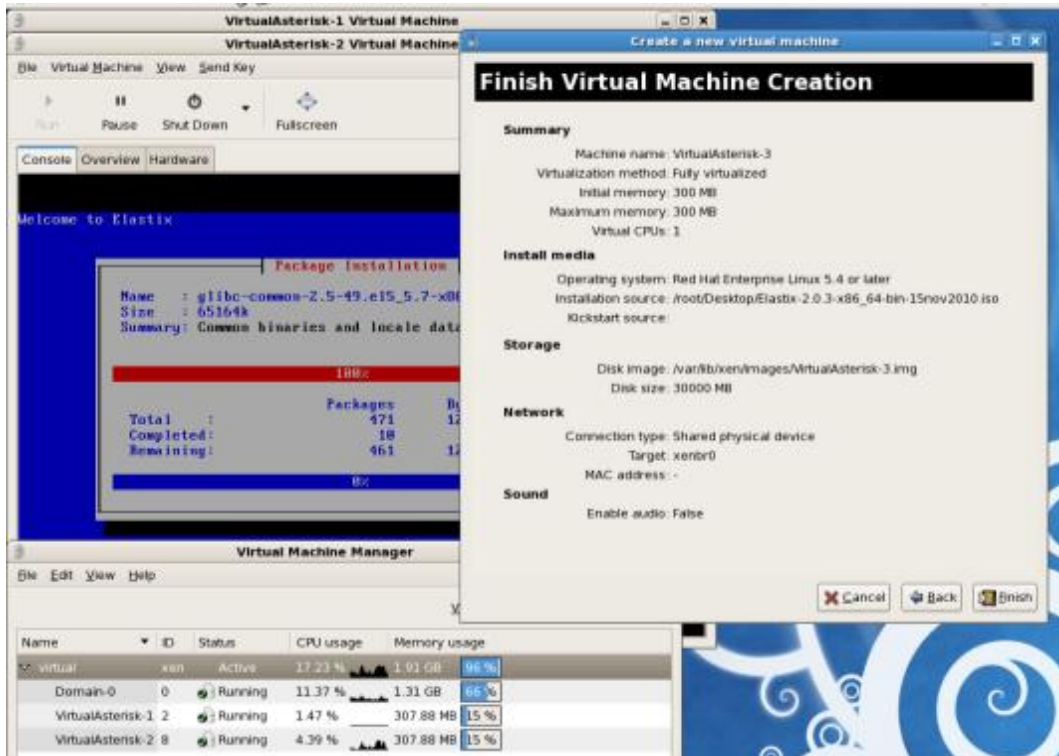 VirtualAsterisk-1 Virtual Machine
VirtualAsterisk-2 Virtual Machine
File Virtual Machine View Send Key
Run Pause Shut Down Fullscreen
Console Overview Hardware
Welcome to Elastix
Package Installation
Name : glibc-common-2.5-49.el5_5.7-x86
Size : 65164k
Summary: Common binaries and locale data
100%
Packages
Total : 471 12
Completed: 10
Remaining: 461 12
0%
Create a new virtual machine
Finish Virtual Machine Creation
Summary
Machine name: VirtualAsterisk-3
Virtualization method: Fully virtualized
Initial memory: 300 MB
Maximum memory: 300 MB
Virtual CPUs: 1
Install media
Operating system: Red Hat Enterprise Linux 5.4 or later
Installation source: /root/Desktop/Elastix-2.0.3-x86_64-bin-15nov2010.iso
Kickstart source:
Storage
Disk image: /var/lib/xen/images/VirtualAsterisk-3.img
Disk size: 30000 MB
Network
Connection type: Shared physical device
Target: xenbr0
MAC address: -
Sound
Enable audio: False
Cancel Back Finish
Virtual Machine Manager
File Edit View Help
Name ID Status CPU usage Memory usage
virtual xen Active 17.23 % 1.91 GB 96 %
Domain-0 0 Running 11.37 % 1.31 GB 66 %
VirtualAsterisk-1 2 Running 1.47 % 307.88 MB 15 %
VirtualAsterisk-2 8 Running 4.39 % 307.88 MB 15 %